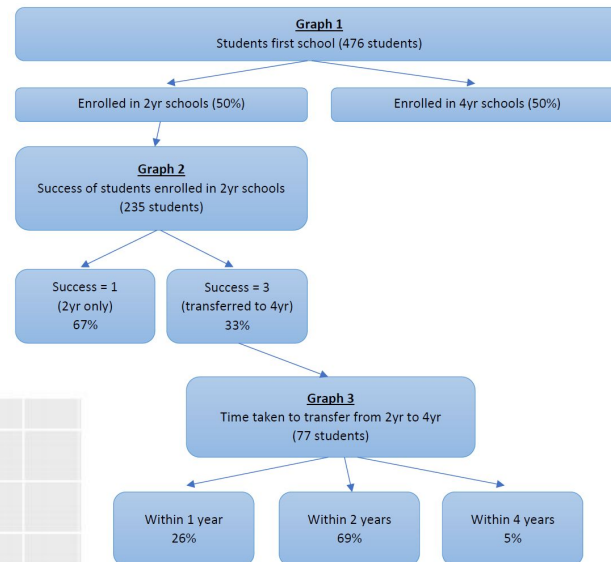 Graph 1
Students first school (476 students)
Enrolled in 2yr schools (50%)
Enrolled in 4yr schools (50%)
Graph 2
Success of students enrolled in 2yr schools
(235 students)
Success = 1
(2yr only)
67%
Success = 3
(transferred to 4yr)
33%
Graph 3
Time taken to transfer from 2yr to 4yr
(77 students)
Within 1 year
26%
Within 2 years
69%
Within 4 years
5%